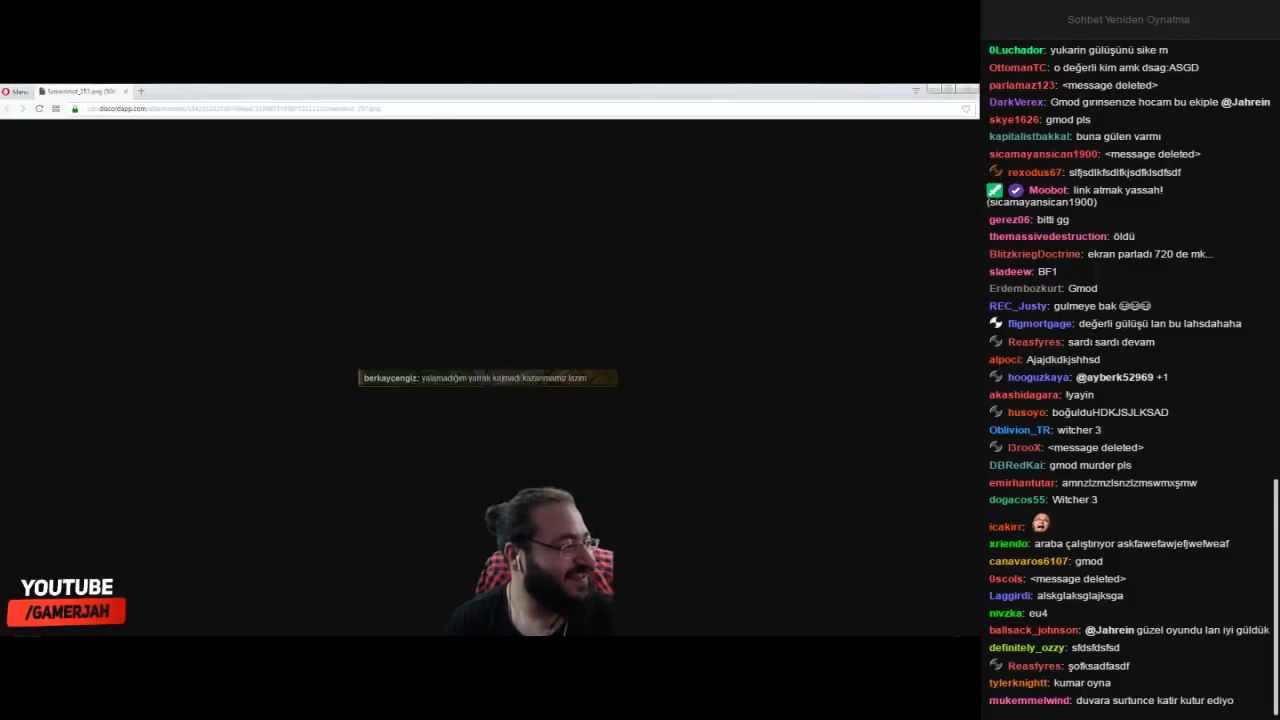 Sohbet Yeniden Oynatma
0Luchador: yukarin gülüşünü sike m
OttomanTC: o değerli kim amk dsag:ASGD
parlamaz123: <message deleted>
DarkVerex: Gmod gırınsenıze hocam bu ekiple @Jahrein
skye1626: gmod pls
kapitalistbakkal: buna gülen varmı
sicamayansican1900: <message deleted>
rexodus67: slfjsdlkfsdlfkjsdfklsdfsdf
Moobot: link atmak yassah!
(sicamayansican1900)
gerez06: bitti gg
themassivedestruction: öldü
BlitzkriegDoctrine: ekran parladı 720 de mk...
sladeew: BF1
Erdembozkurt: Gmod
REC_Justy: gulmeye bak 😂😂😂
fligmortgage: değerli gülüşü lan bu lahsdahaha
Reasfyres: sardı sardı devam
alpoci: Ajajdkdkjshhsd
hooguzkaya: @ayberk52969 +1
akashidagara: !yayin
husoyo: boğulduHDKJSJLKSAD
Oblivion_TR: witcher 3
l3rooX: <message deleted>
DBRedKai: gmod murder pls
emirhantutar: amnzlzmzlsnzlzmswmxşmw
dogacos55: Witcher 3
icakirr:
xriendo: araba çalıştırıyor askfawefawjefjwefweaf
canavaros6107: gmod
0scols: <message deleted>
Laggirdi: alskglaksglajksga
nivzka: eu4
ballsack_johnson: @Jahrein güzel oyundu lan iyi güldük
definitely_ozzy: sfdsfdsfsd
Reasfyres: şofksadfasdf
tylerknightt: kumar oyna
mukemmelwind: duvara surtunce katir kutur ediyo
Menu
Screenshot_257.png (50
berkaycengiz: yalamadığım yarrak kalmadı kazanmamız lazım
YOUTUBE
/GAMERJAH